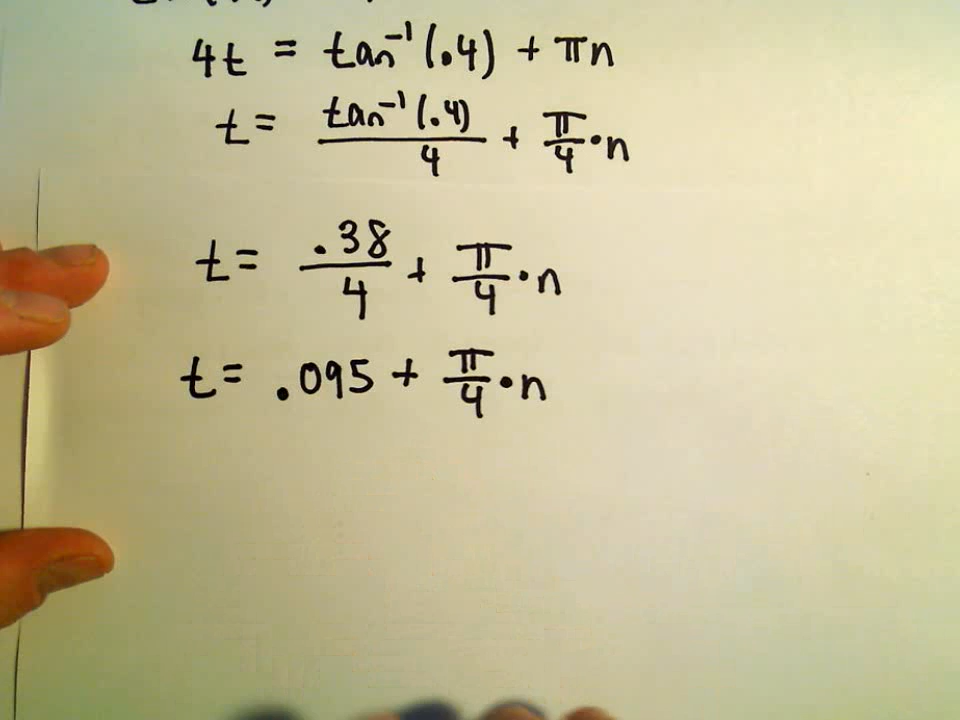 4t = tan⁻¹(.4) + πn
t = tan⁻¹(.4)/4 + π/4 · n
t = .38/4 + π/4 · n
t = .095 + π/4 · n